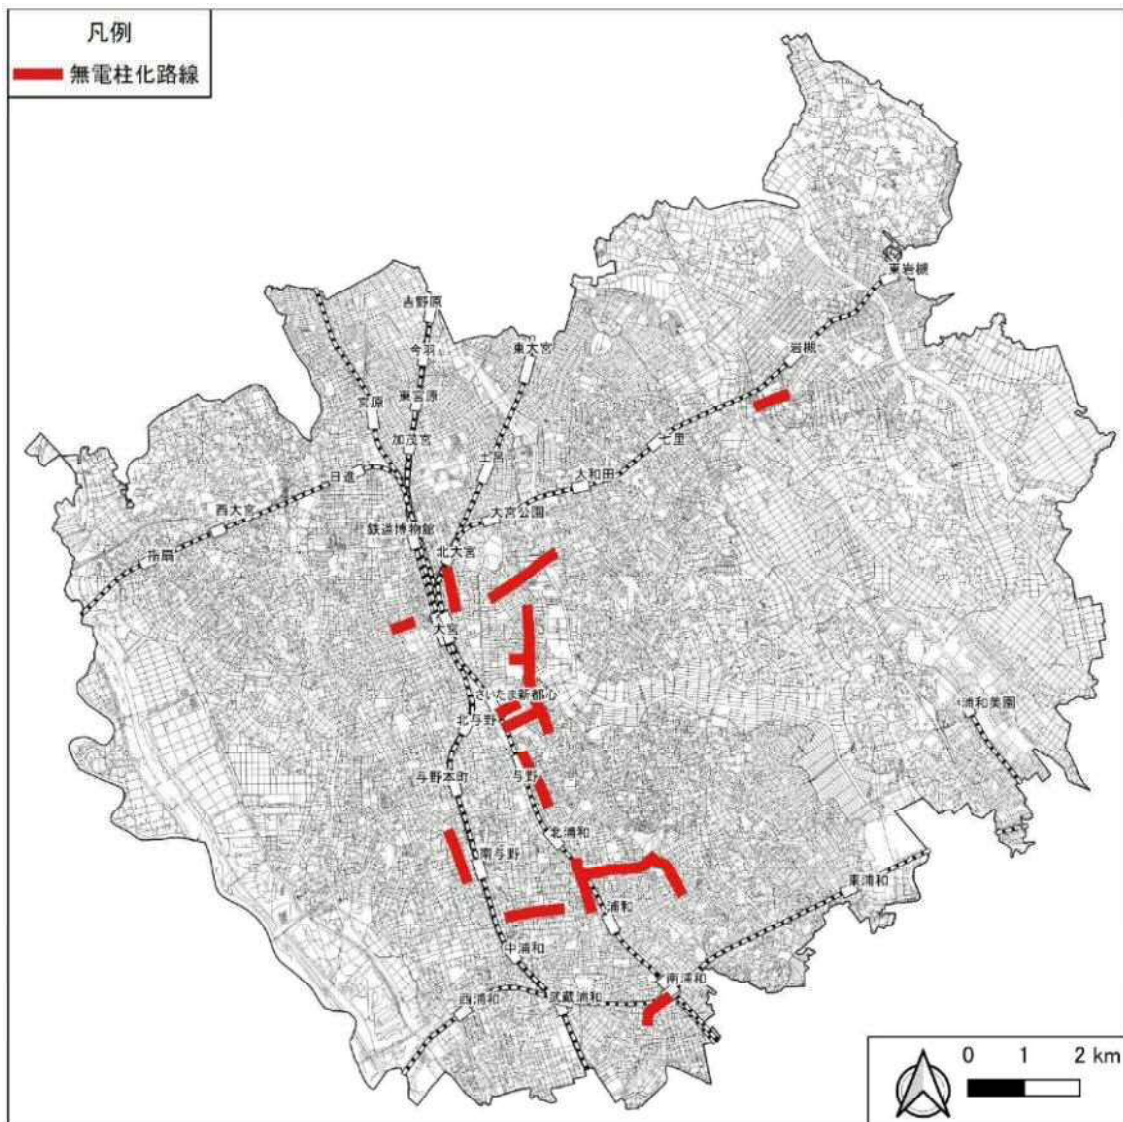 凡例
無電柱化路線
東岩槻
吉野原
今羽
東大宮
岩槻
東宮原
宮原
加茂宮
七里
土呂
日進
大和田
西大宮
大宮公園
鉄道博物館
指扇
北大宮
大宮
さいたま新都心
浦和美園
北与野
与野
与野本町
北浦和
南与野
東浦和
浦和
中浦和
南浦和
西浦和
武蔵浦和
0 1 2 km